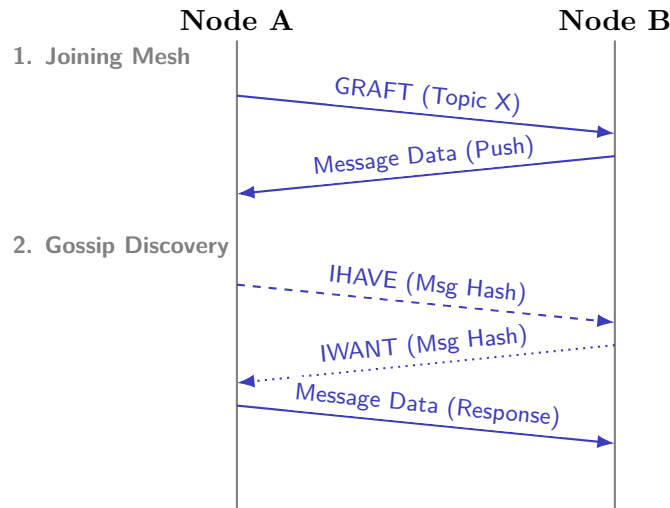 Node A
Node B
1. Joining Mesh
GRAFT (Topic X)
Message Data (Push)
2. Gossip Discovery
IHAVE (Msg Hash)
IWANT (Msg Hash)
Message Data (Response)